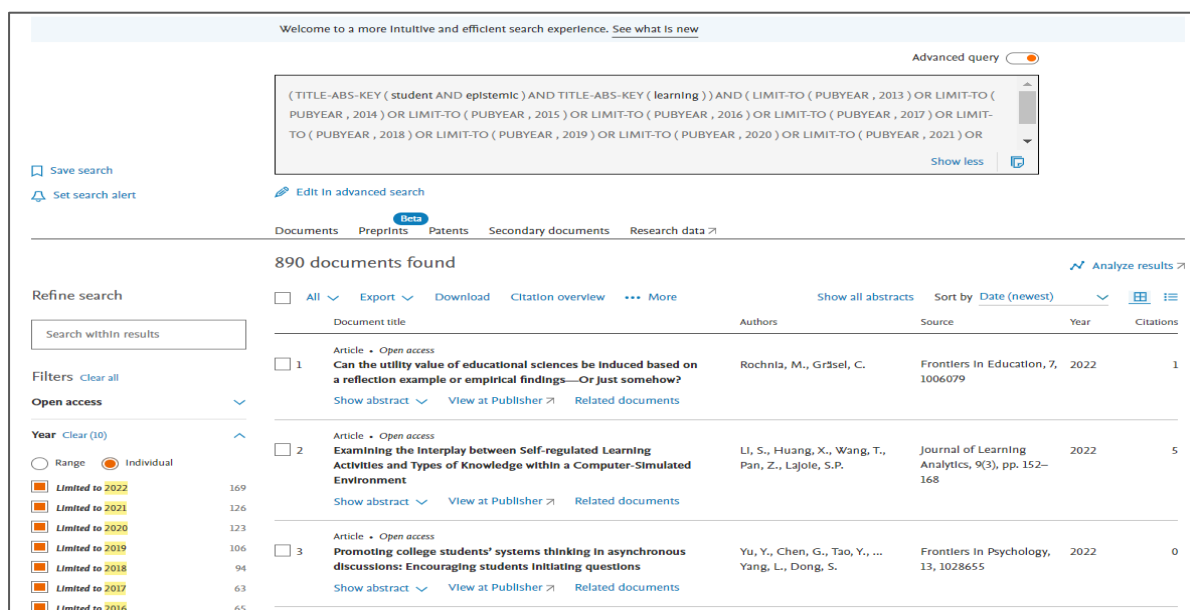 Welcome to a more intuitive and efficient search experience. See what is new
Advanced query
( TITLE-ABS-KEY ( student AND epistemic ) AND TITLE-ABS-KEY ( learning ) ) AND ( LIMIT-TO ( PUBYEAR , 2013 ) OR LIMIT-TO (
PUBYEAR , 2014 ) OR LIMIT-TO ( PUBYEAR , 2015 ) OR LIMIT-TO ( PUBYEAR , 2016 ) OR LIMIT-TO ( PUBYEAR , 2017 ) OR LIMIT-
TO ( PUBYEAR , 2018 ) OR LIMIT-TO ( PUBYEAR , 2019 ) OR LIMIT-TO ( PUBYEAR , 2020 ) OR LIMIT-TO ( PUBYEAR , 2021 ) OR
Show less
Save search
Set search alert
Edit in advanced search
Beta
Documents Preprints Patents Secondary documents Research data
890 documents found
Analyze results
Refine search
All Export Download Citation overview ••• More Show all abstracts Sort by Date (newest)
Search within results
Document title Authors Source Year Citations
Filters Clear all
Open access
Year Clear (10)
Range Individual
Limited to 2022 169
Limited to 2021 126
Limited to 2020 123
Limited to 2019 106
Limited to 2018 94
Limited to 2017 63
Limited to 2016 65
Article • Open access
1 Can the utility value of educational sciences be induced based on Rochnia, M., Gräsel, C. Frontiers in Education, 7, 2022 1
a reflection example or empirical findings—Or just somehow? 1006079
Show abstract View at Publisher Related documents
Article • Open access
2 Examining the Interplay between Self-regulated Learning Li, S., Huang, X., Wang, T., Journal of Learning 2022 5
Activities and Types of Knowledge within a Computer-Simulated Pan, Z., Lajoie, S.P. Analytics, 9(3), pp. 152–
Environment 168
Show abstract View at Publisher Related documents
Article • Open access
3 Promoting college students' systems thinking in asynchronous Yu, Y., Chen, G., Tao, Y., ... Frontiers in Psychology, 2022 0
discussions: Encouraging students initiating questions Yang, L., Dong, S. 13, 1028655
Show abstract View at Publisher Related documents